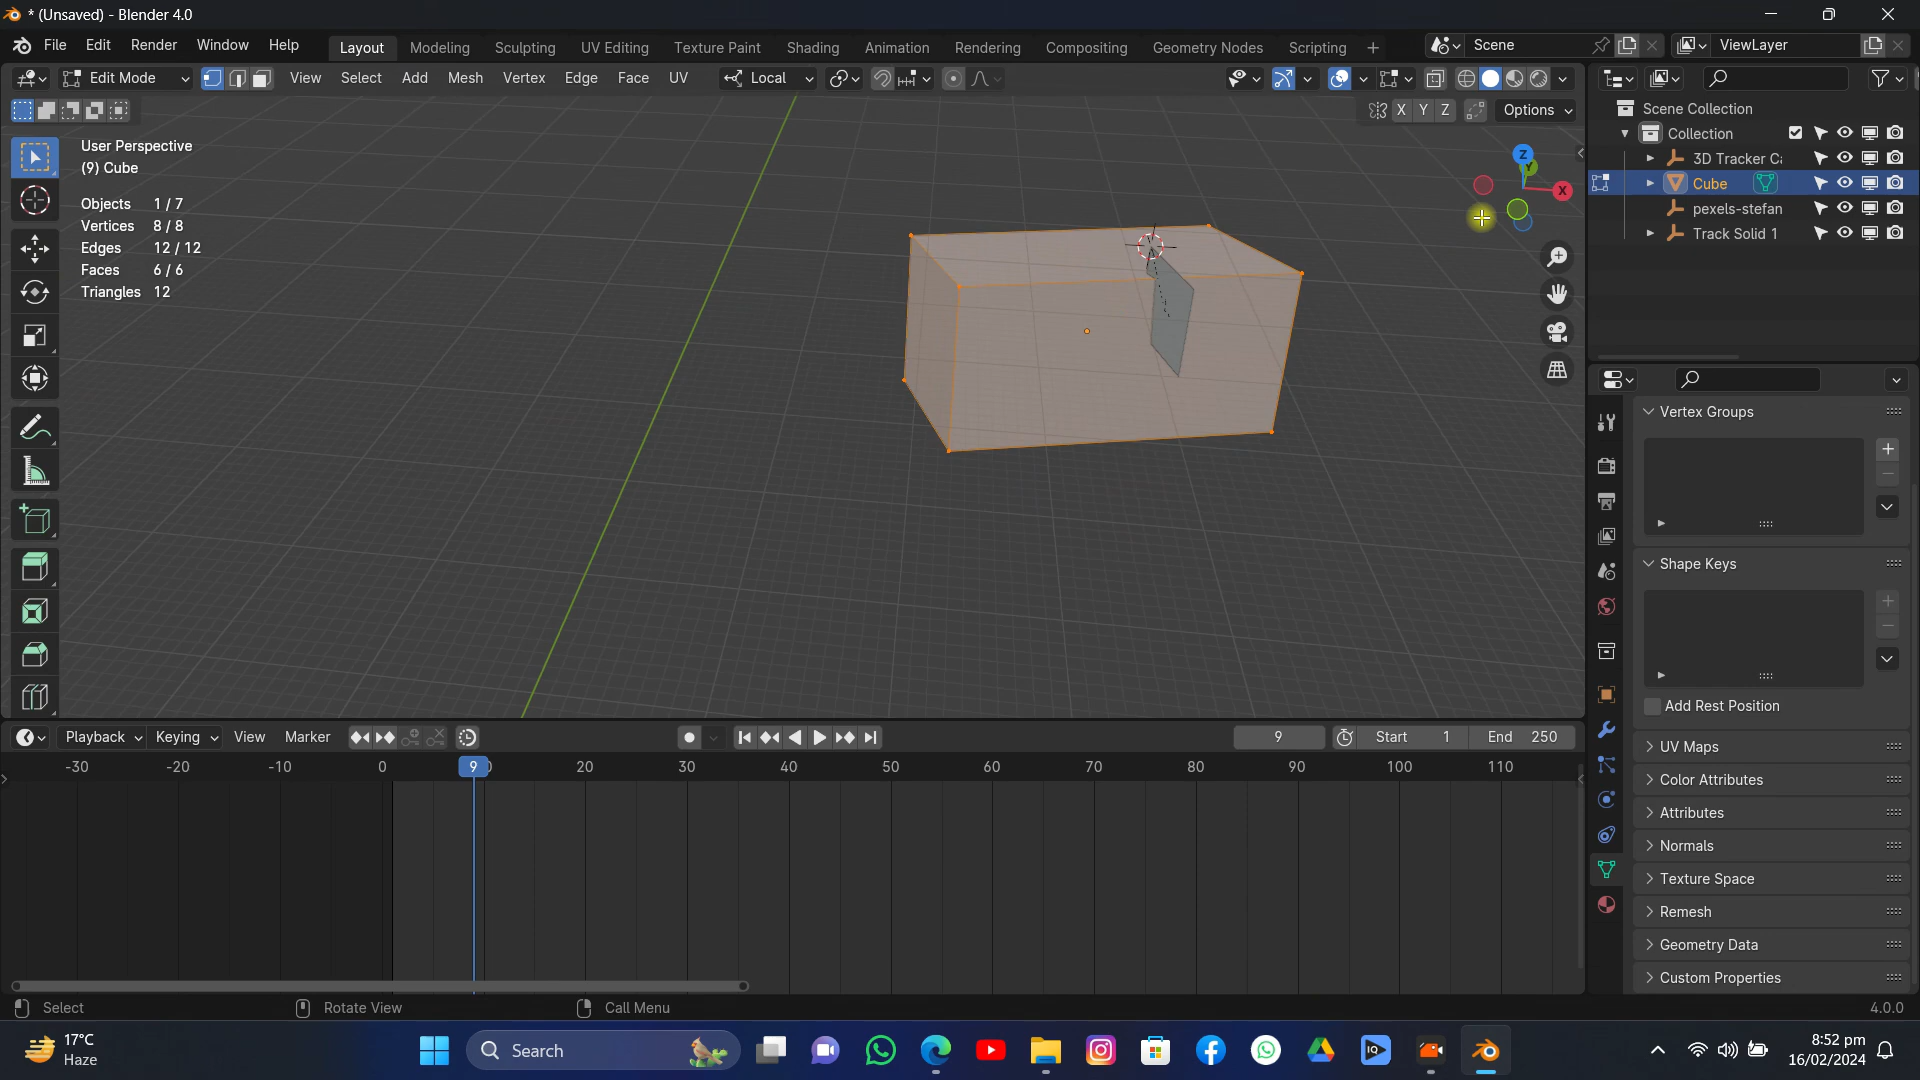 * (Unsaved) - Blender 4.0
File Edit Render Window Help
Layout Modeling Sculpting UV Editing Texture Paint Shading Animation Rendering Compositing Geometry Nodes Scripting +
Scene
ViewLayer
Edit Mode
View Select Add Mesh Vertex Edge Face UV
Local
X Y Z
Options
User Perspective
(9) Cube
Objects 1 / 7
Vertices 8 / 8
Edges 12 / 12
Faces 6 / 6
Triangles 12
Z
Y
X
Scene Collection
Collection
3D Tracker Ca
Cube
pexels-stefan
Track Solid 1
Vertex Groups
Shape Keys
Add Rest Position
UV Maps
Color Attributes
Attributes
Normals
Texture Space
Remesh
Geometry Data
Custom Properties
Playback Keying View Marker
9
Start 1
End 250
-30 -20 -10 0 9 20 30 40 50 60 70 80 90 100 110
Select
Rotate View
Call Menu
4.0.0
17°C
Haze
Search
IQ
8:52 pm
16/02/2024